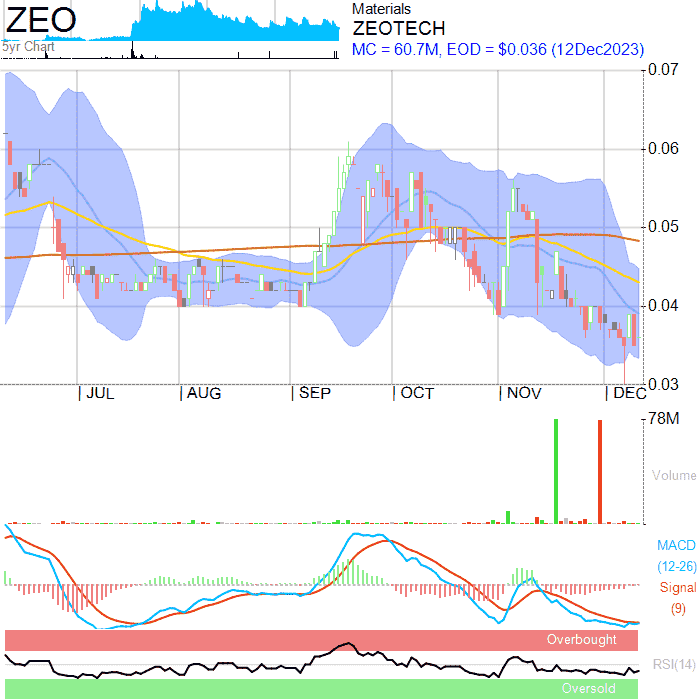 ZEO
5yr Chart
Materials
ZEOTECH
MC = 60.7M, EOD = $0.036 (12Dec2023)
0.07
0.06
0.05
0.04
0.03
JUL AUG SEP OCT NOV DEC
78M
Volume
MACD
(12-26)
Signal
(9)
Overbought
RSI(14)
Oversold